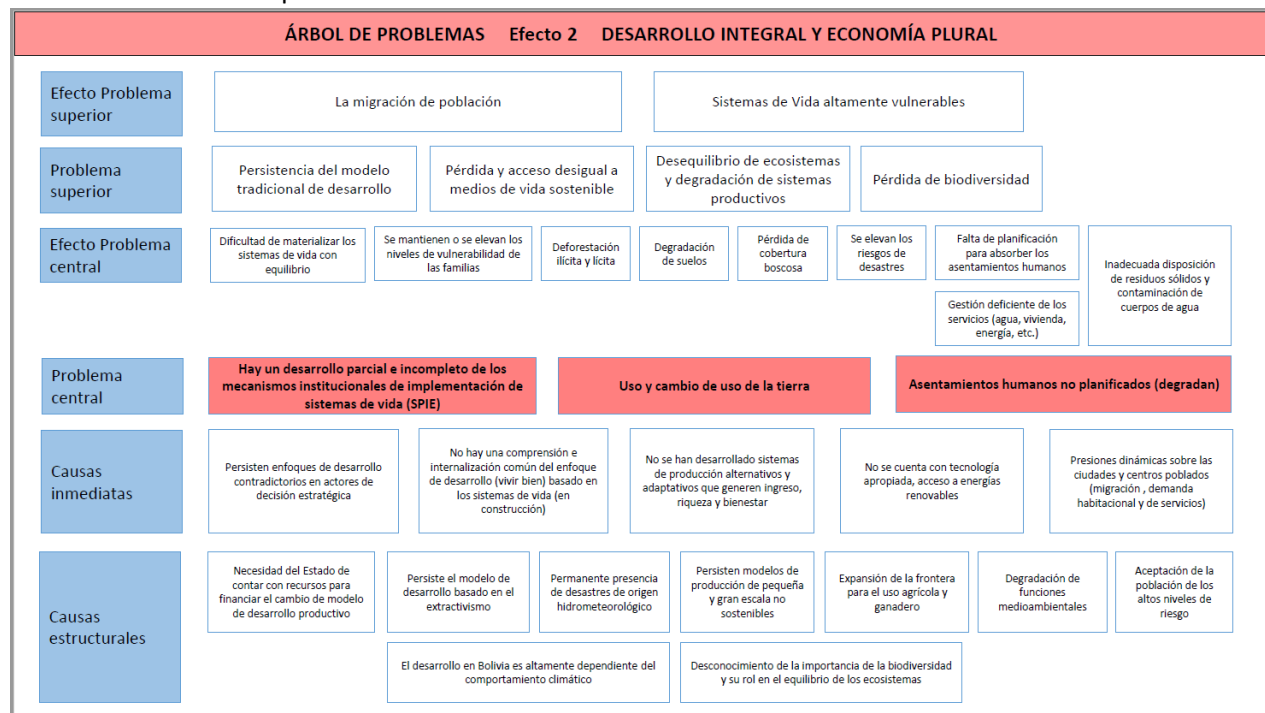 ÁRBOL DE PROBLEMAS Efecto 2 DESARROLLO INTEGRAL Y ECONOMÍA PLURAL
Efecto Problema
superior
La migración de población
Sistemas de Vida altamente vulnerables
Problema
superior
Persistencia del modelo
tradicional de desarrollo
Pérdida y acceso desigual a
medios de vida sostenible
Desequilibrio de ecosistemas
y degradación de sistemas
productivos
Pérdida de biodiversidad
Efecto Problema
central
Dificultad de materializar los
sistemas de vida con
equilibrio
Se mantienen o se elevan los
niveles de vulnerabilidad de
las familias
Deforestación
ilícita y lícita
Degradación
de suelos
Pérdida de
cobertura
boscosa
Se elevan los
riesgos de
desastres
Falta de planificación
para absorber los
asentamientos humanos
Gestión deficiente de los
servicios (agua, vivienda,
energía, etc.)
Inadecuada disposición
de residuos sólidos y
contaminación de
cuerpos de agua
Problema
central
Hay un desarrollo parcial e incompleto de los
mecanismos institucionales de implementación de
sistemas de vida (SPIE)
Uso y cambio de uso de la tierra
Asentamientos humanos no planificados (degradan)
Causas
inmediatas
Persisten enfoques de desarrollo
contradictorios en actores de
decisión estratégica
No hay una comprensión e
internalización común del enfoque
de desarrollo (vivir bien) basado en
los sistemas de vida (en
construcción)
No se han desarrollado sistemas
de producción alternativos y
adaptativos que generen ingreso,
riqueza y bienestar
No se cuenta con tecnología
apropiada, acceso a energías
renovables
Presiones dinámicas sobre las
ciudades y centros poblados
(migración , demanda
habitacional y de servicios)
Causas
estructurales
Necesidad del Estado de
contar con recursos para
financiar el cambio de modelo
de desarrollo productivo
Persiste el modelo de
desarrollo basado en el
extractivismo
Permanente presencia
de desastres de origen
hidrometeorológico
Persisten modelos de
producción de pequeña
y gran escala no
sostenibles
Expansión de la frontera
para el uso agrícola y
ganadero
Degradación de
funciones
medioambientales
Aceptación de la
población de los
altos niveles de
riesgo
El desarrollo en Bolivia es altamente dependiente del
comportamiento climático
Desconocimiento de la importancia de la biodiversidad
y su rol en el equilibrio de los ecosistemas